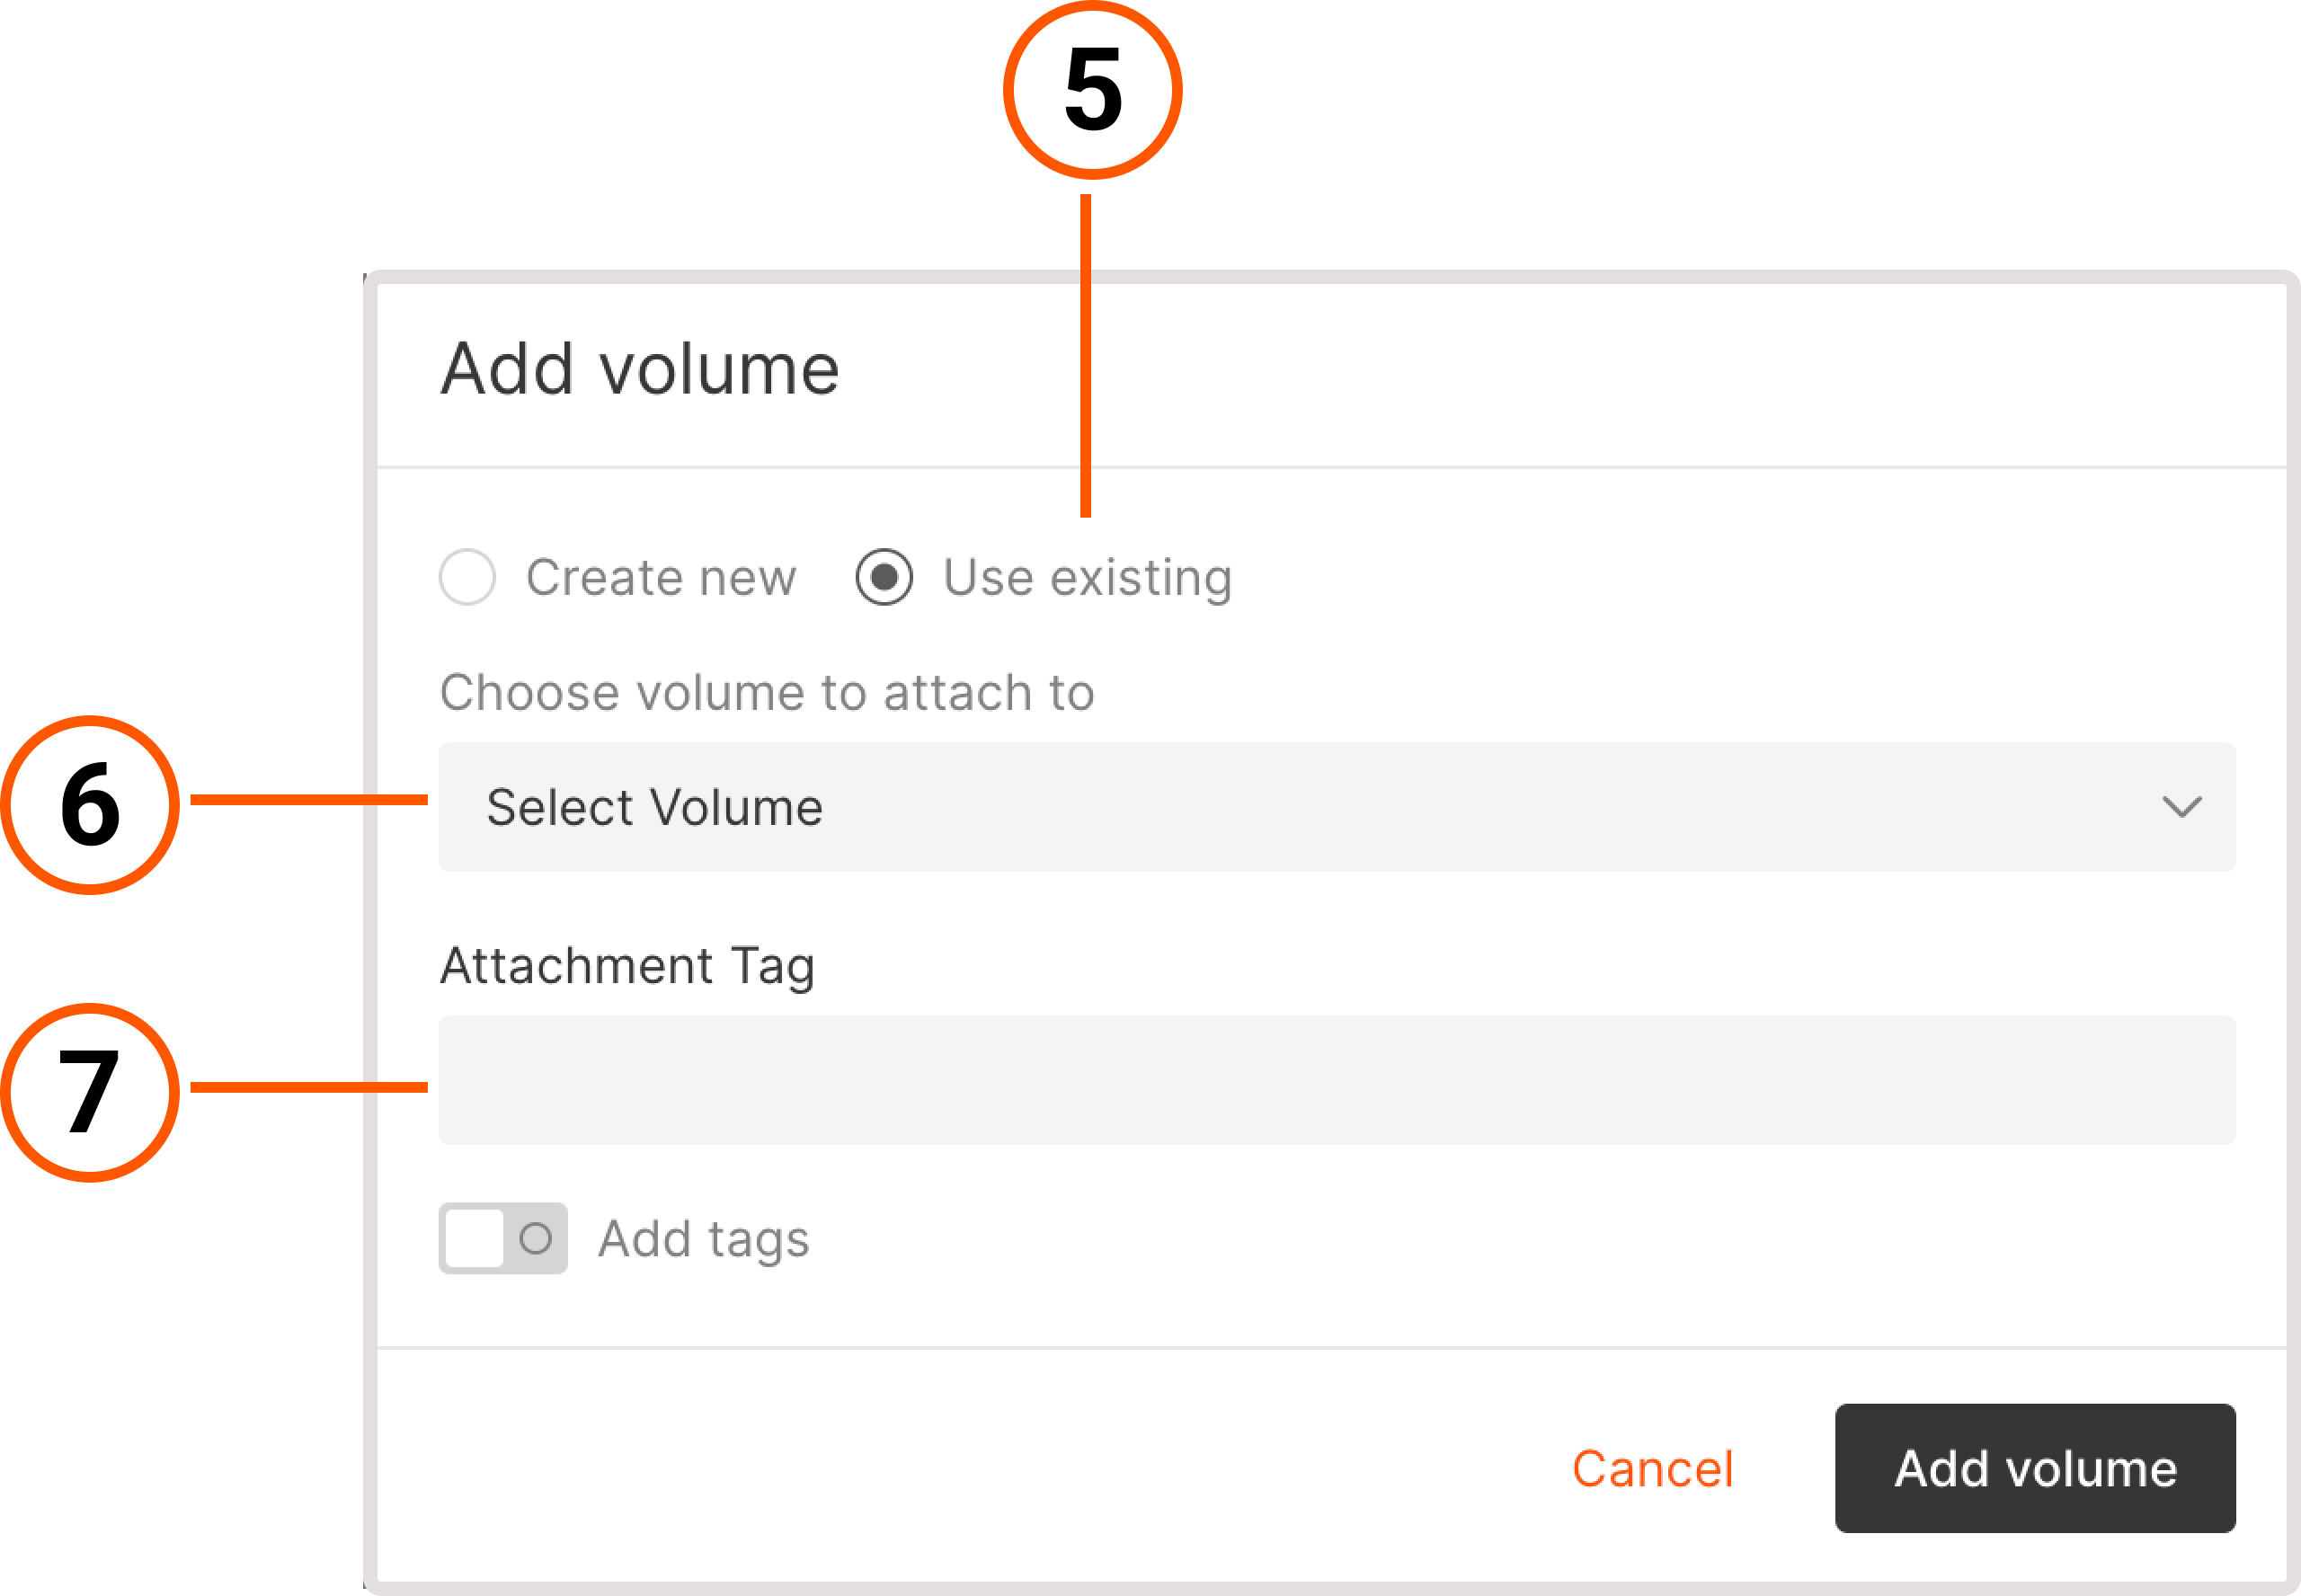 5
Add volume
Create new Use existing
Choose volume to attach to
6
Select Volume
Attachment Tag
7
Add tags
Cancel Add volume